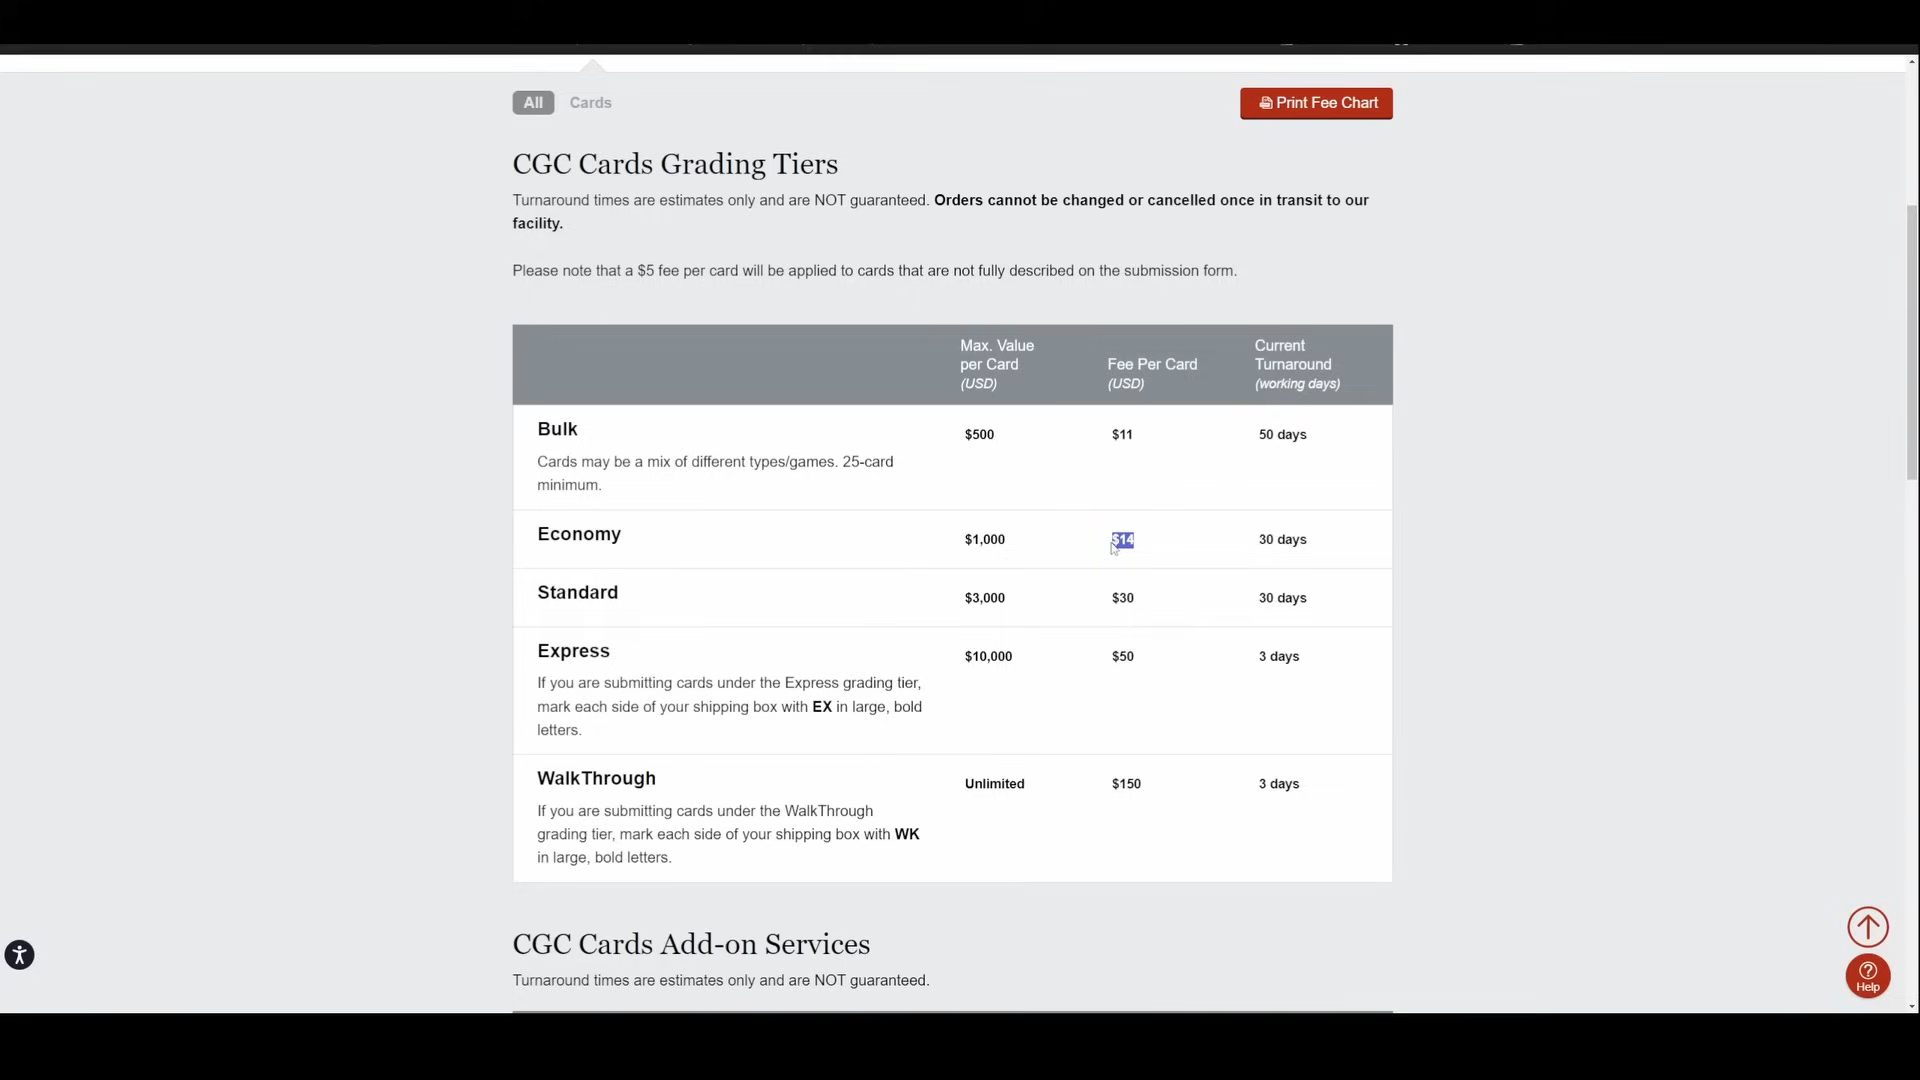 All Cards
Print Fee Chart
CGC Cards Grading Tiers
Turnaround times are estimates only and are NOT guaranteed. Orders cannot be changed or cancelled once in transit to our
facility.
Please note that a $5 fee per card will be applied to cards that are not fully described on the submission form.
Max. Value
per Card
(USD)
Fee Per Card
(USD)
Current
Turnaround
(working days)
Bulk
$500 $11 50 days
Cards may be a mix of different types/games. 25-card
minimum.
Economy
$1,000 $14 30 days
Standard
$3,000 $30 30 days
Express
$10,000 $50 3 days
If you are submitting cards under the Express grading tier,
mark each side of your shipping box with EX in large, bold
letters.
WalkThrough
Unlimited $150 3 days
If you are submitting cards under the WalkThrough
grading tier, mark each side of your shipping box with WK
in large, bold letters.
CGC Cards Add-on Services
Turnaround times are estimates only and are NOT guaranteed.
Help